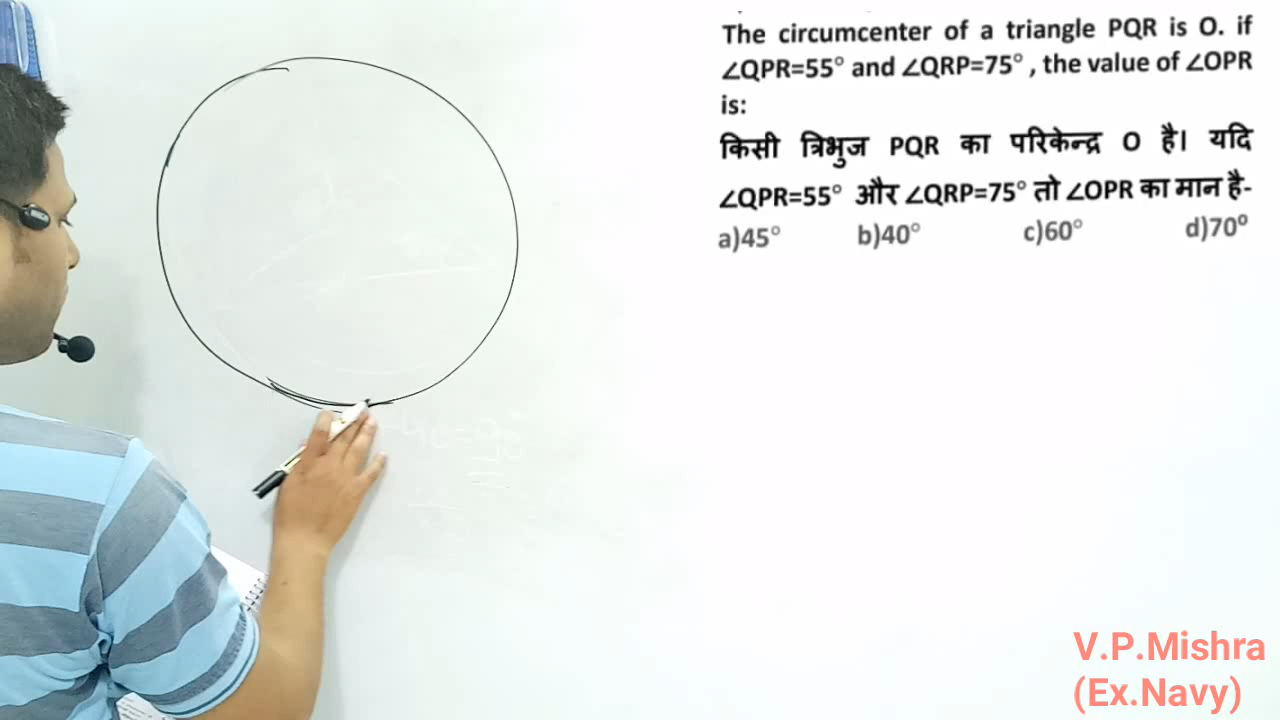 The circumcenter of a triangle PQR is O. if
∠QPR=55° and ∠QRP=75° , the value of ∠OPR
is:
किसी त्रिभुज PQR का परिकेन्द्र O है। यदि
∠QPR=55° और ∠QRP=75° तो ∠OPR का मान है-
a)45° b)40° c)60° d)70⁰
V.P.Mishra
(Ex.Navy)